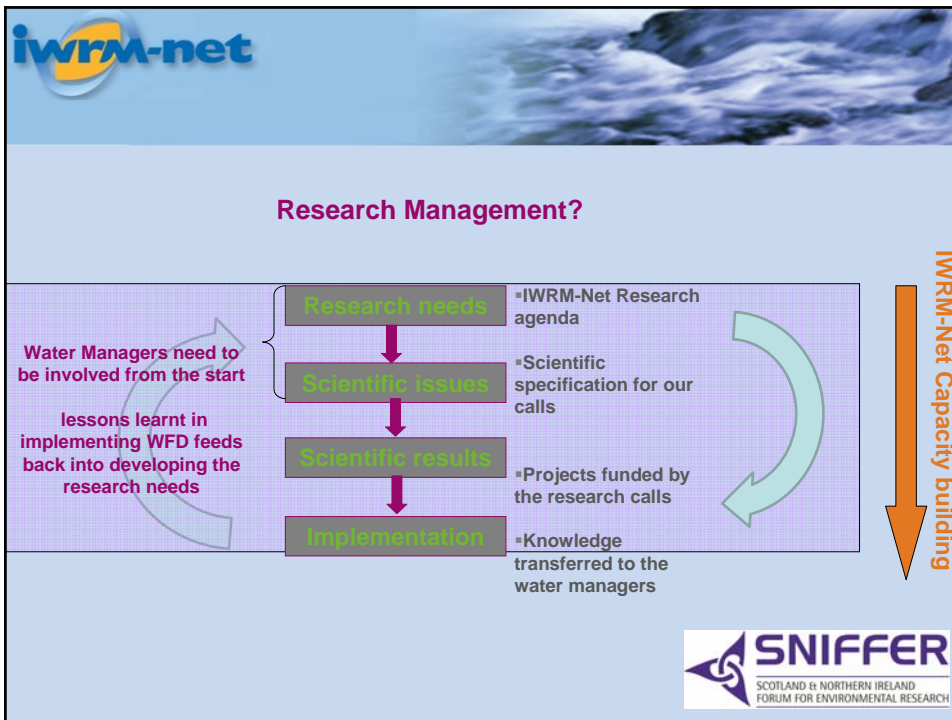 iwrm-net
Research Management?
Research needs
Scientific issues
Scientific results
Implementation
Water Managers need to
be involved from the start
lessons learnt in
implementing WFD feeds
back into developing the
research needs
▪IWRM-Net Research
agenda
▪Scientific
specification for our
calls
▪Projects funded by
the research calls
▪Knowledge
transferred to the
water managers
IWRM-Net Capacity building
SNIFFER
SCOTLAND & NORTHERN IRELAND
FORUM FOR ENVIRONMENTAL RESEARCH